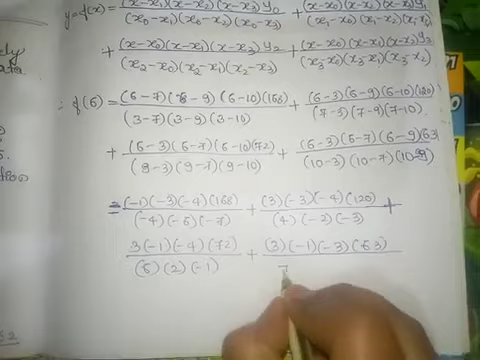 y=f(x) = (x-x₁)(x-x₂)(x-x₃)y₀ / (x₀-x₁)(x₀-x₂)(x₀-x₃) + (x-x₀)(x-x₂)(x-x₃)y₁ / (x₁-x₀)(x₁-x₂)(x₁-x₃)
+ (x-x₀)(x-x₁)(x-x₃)y₂ / (x₂-x₀)(x₂-x₁)(x₂-x₃) + (x-x₀)(x-x₁)(x-x₂)y₃ / (x₃-x₀)(x₃-x₁)(x₃-x₂)
∴ f(6) = (6-7)(6-9)(6-10)(168) / (3-7)(3-9)(3-10) + (6-3)(6-9)(6-10)(120) / (7-3)(7-9)(7-10)
+ (6-3)(6-7)(6-10)(72) / (9-3)(9-7)(9-10) + (6-3)(6-7)(6-9)63 / (10-3)(10-7)(10-9)
= (-1)(-3)(-4)(168) / (-4)(-6)(-7) + (3)(-3)(-4)(120) / (4)(-2)(-3) +
3(-1)(-4)(72) / (6)(2)(-1) + (3)(-1)(-3)(63) / 7